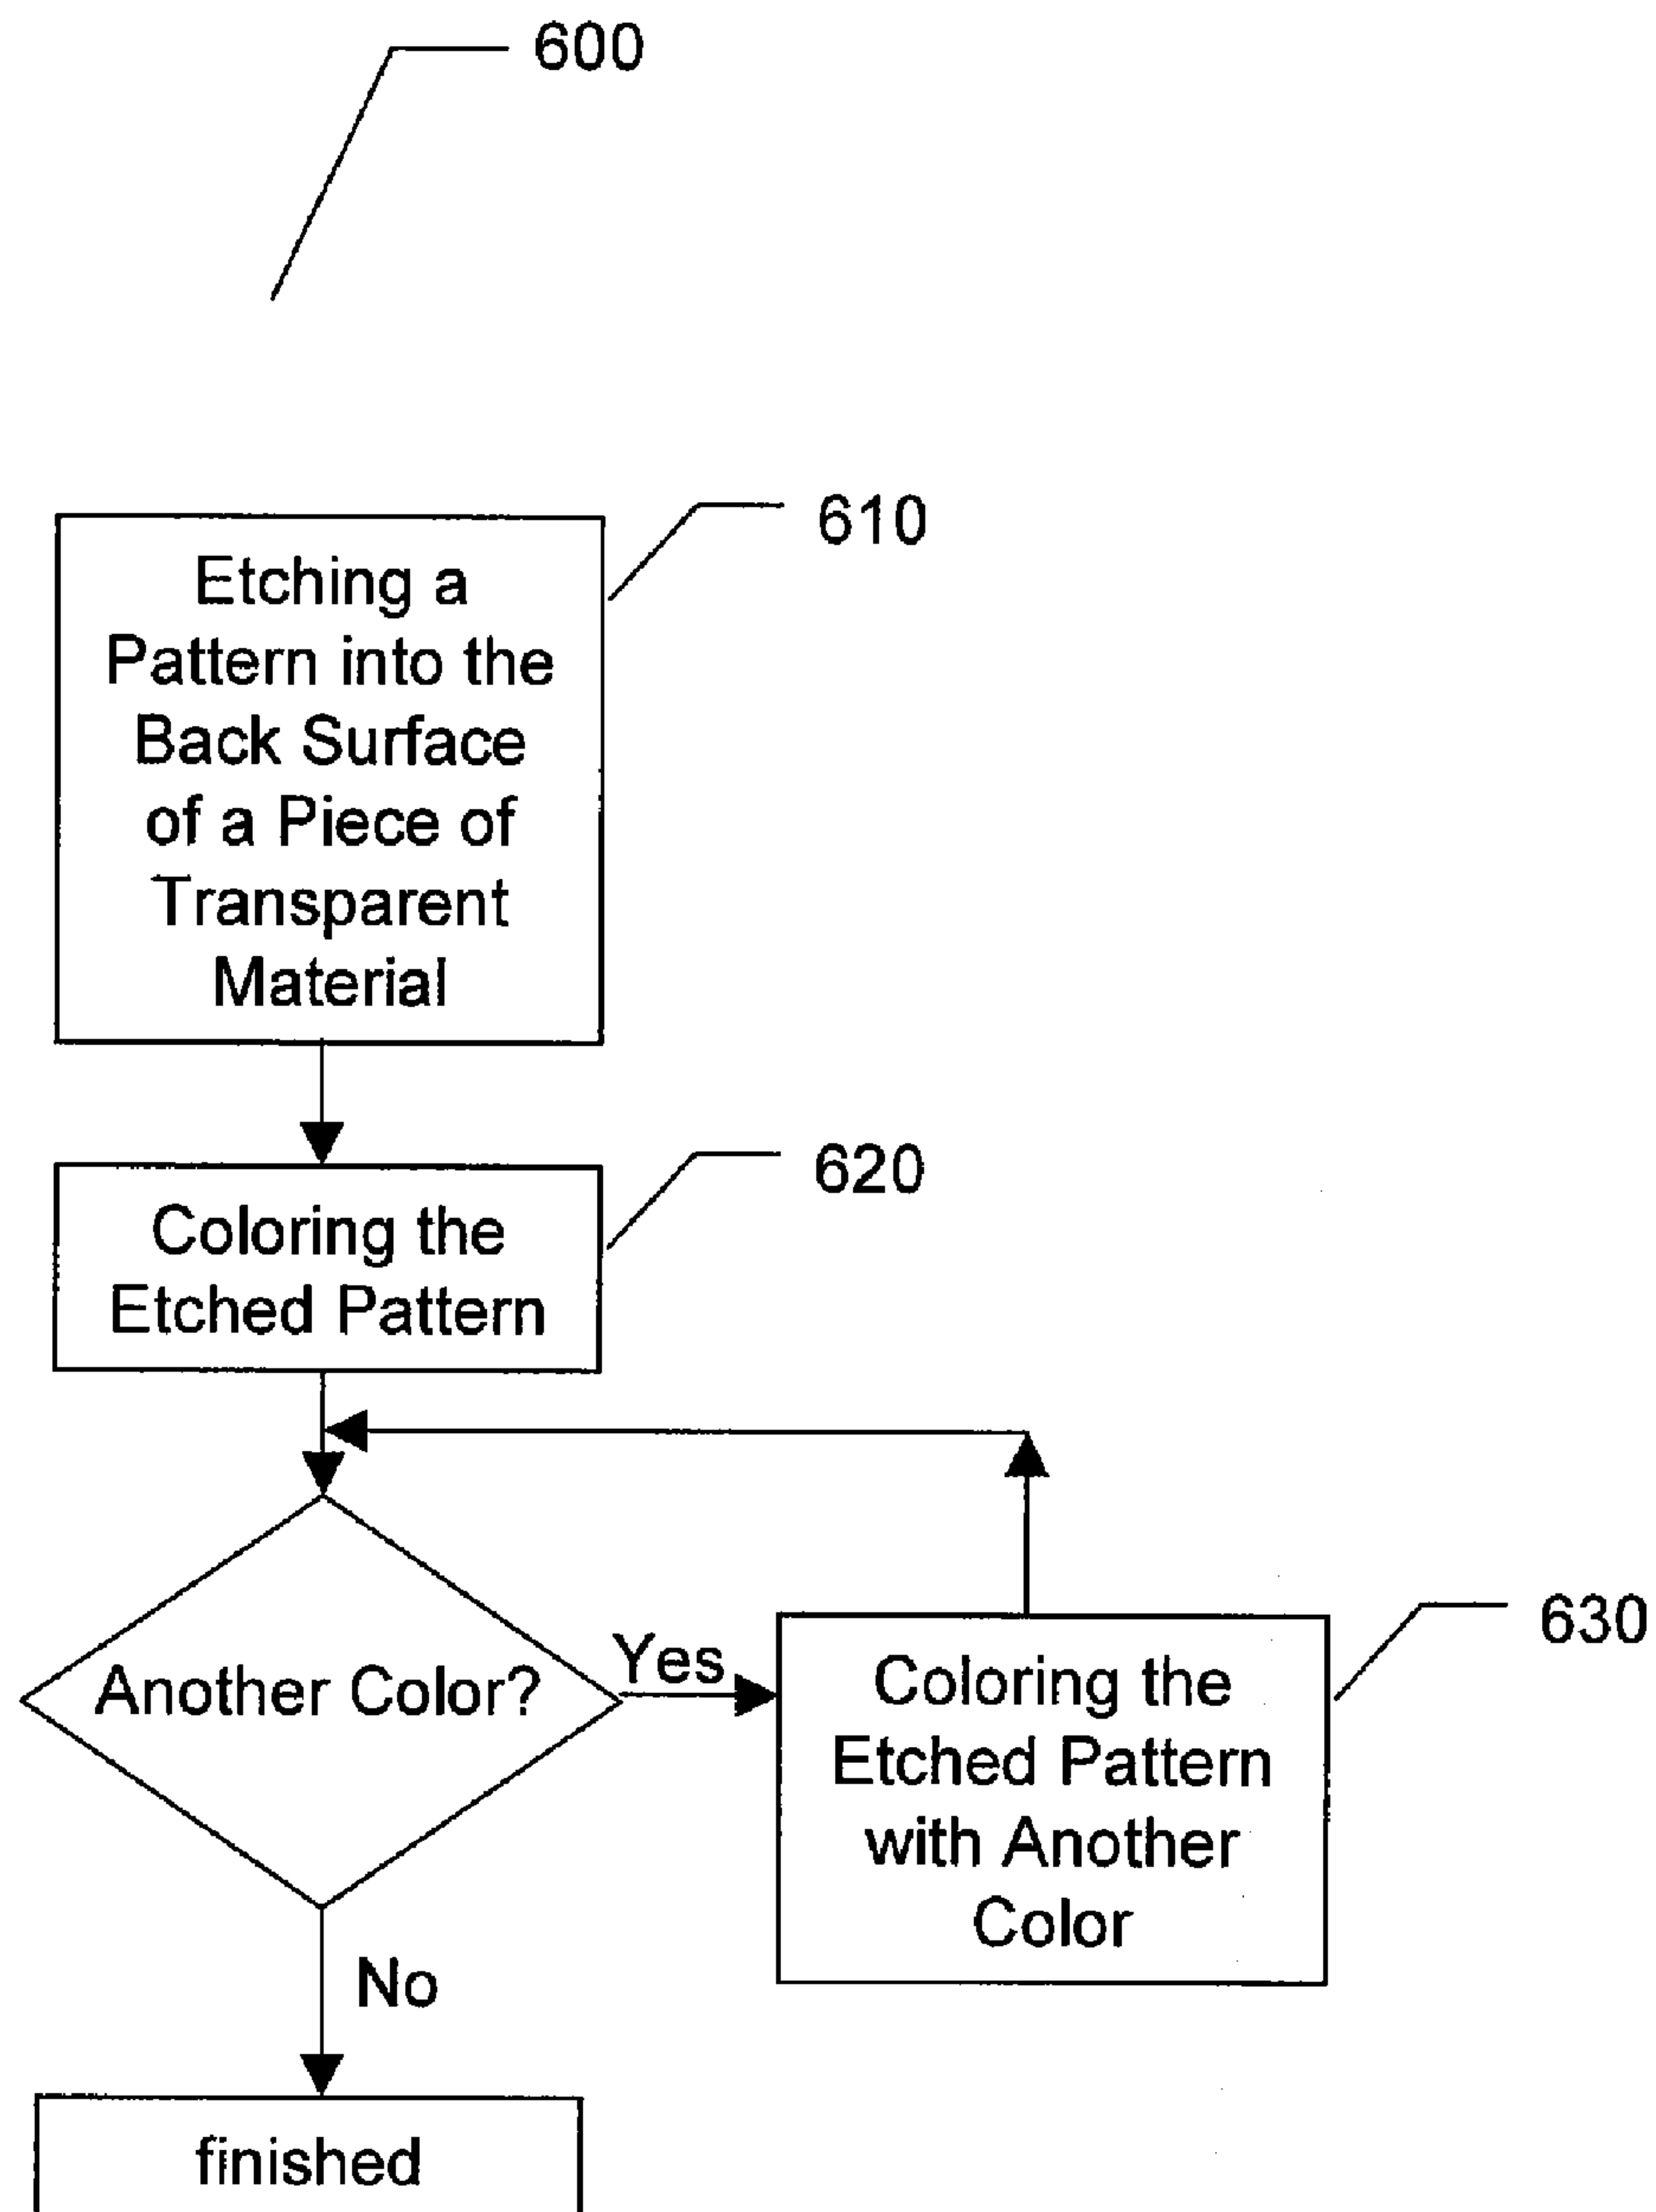 600
610
Etching a
Pattern into the
Back Surface
of a Piece of
Transparent
Material
620
Coloring the
Etched Pattern
Another Color?
Yes
630
Coloring the
Etched Pattern
with Another
Color
No
finished